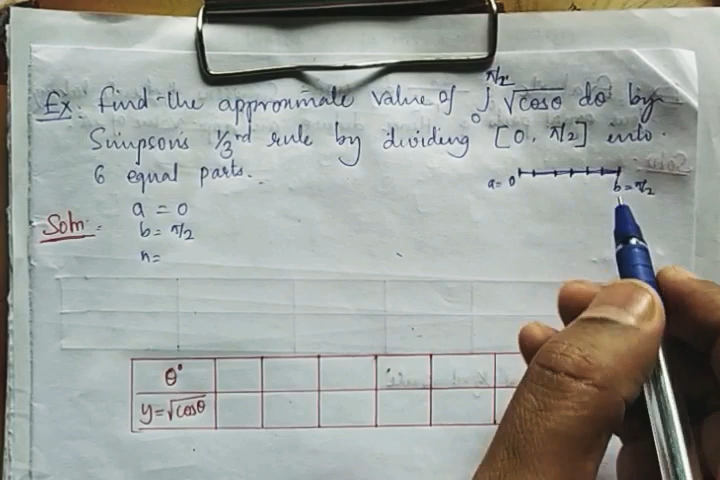 Ex: Find the approximate value of ∫₀^π/2 √cosθ dθ by
Simpson's 1/3rd rule by dividing [0, π/2] into
6 equal parts.
a = 0
b = π/2
Soln:
a = 0
b = π/2
n =
θ°
y = √cosθ